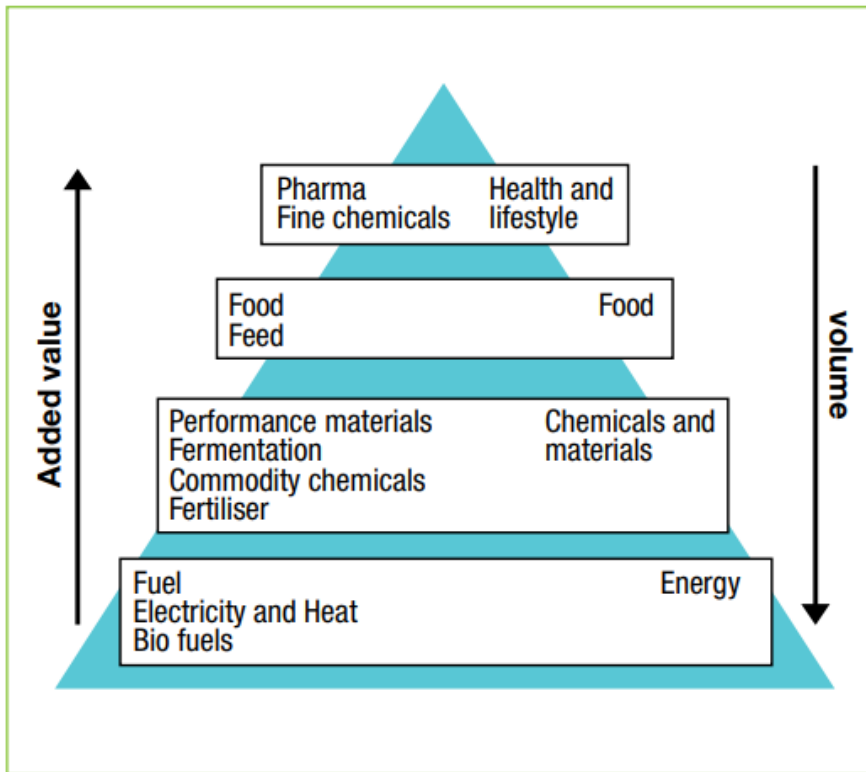 Pharma
Fine chemicals
Health and
lifestyle
Food
Feed
Food
Performance materials
Fermentation
Commodity chemicals
Fertiliser
Chemicals and
materials
Fuel
Electricity and Heat
Bio fuels
Energy
Added value
volume